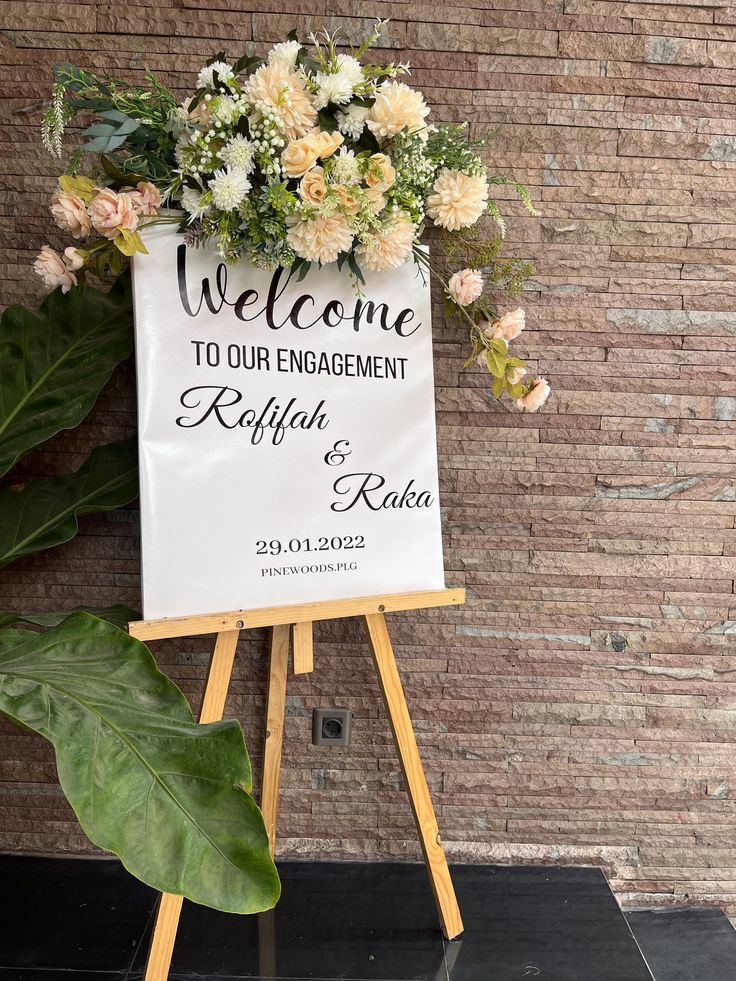 Welcome
TO OUR ENGAGEMENT
Rofifah
&
Raka
29.01.2022
PINEWOODS.PLG